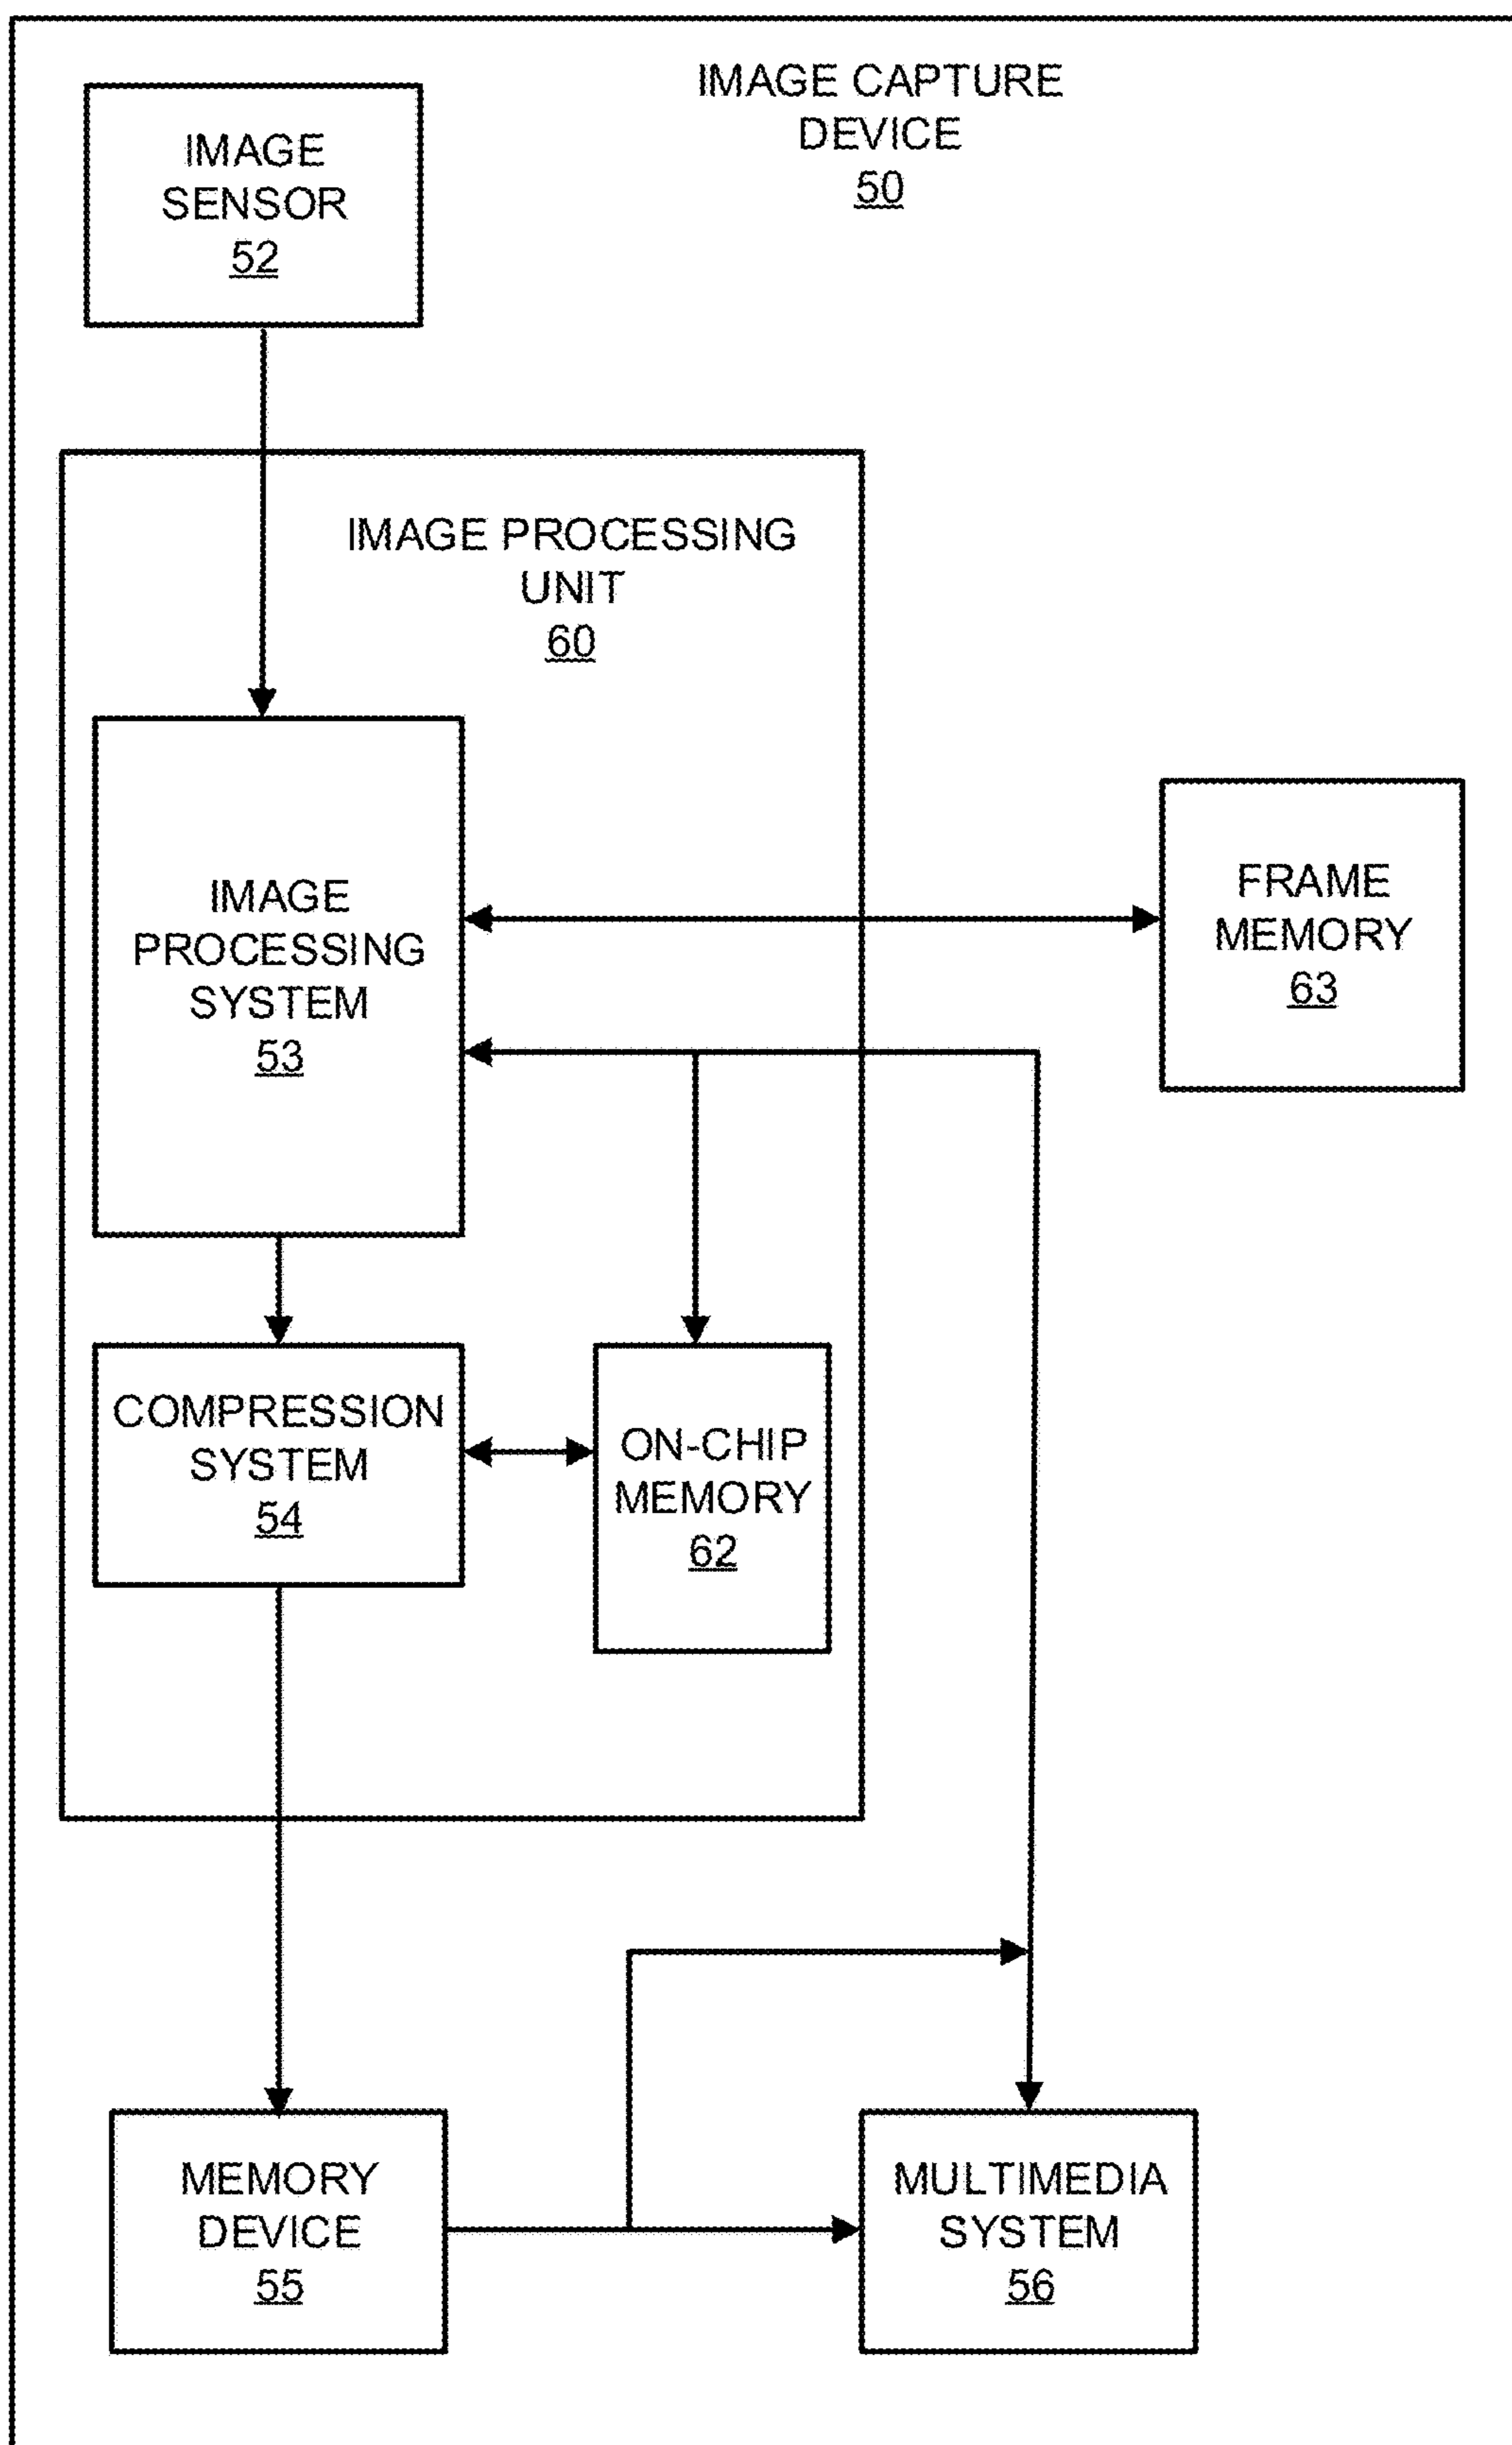 IMAGE CAPTURE
DEVICE
50
IMAGE
SENSOR
52
IMAGE PROCESSING
UNIT
60
IMAGE
PROCESSING
SYSTEM
53
FRAME
MEMORY
63
COMPRESSION
SYSTEM
54
ON-CHIP
MEMORY
62
MEMORY
DEVICE
55
MULTIMEDIA
SYSTEM
56